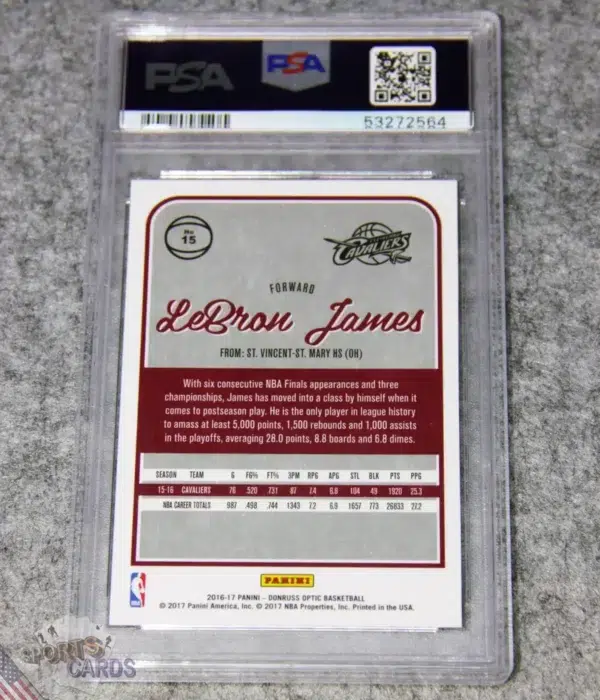 PSA PSA
53272564
No
15
CAVALIERS
FORWARD
LeBron James
FROM: ST. VINCENT-ST. MARY HS (OH)
With six consecutive NBA Finals appearances and three
championships, James has moved into a class by himself when it
comes to postseason play. He is the only player in league history
to amass at least 5,000 points, 1,500 rebounds and 1,000 assists
in the playoffs, averaging 28.0 points, 8.8 boards and 6.8 dimes.
SEASON TEAM G FG% FT% 3PM RPG APG STL BLK PTS PPG
15-16 CAVALIERS 76 .520 .731 87 7.4 6.8 104 49 1920 25.3
NBA CAREER TOTALS 987 .498 .744 1343 7.2 6.9 1657 773 26833 27.2
PANINI
2016-17 PANINI - DONRUSS OPTIC BASKETBALL
© 2017 Panini America, Inc. © 2017 NBA Properties, Inc. Printed in the USA.
SPORTS
CARDS